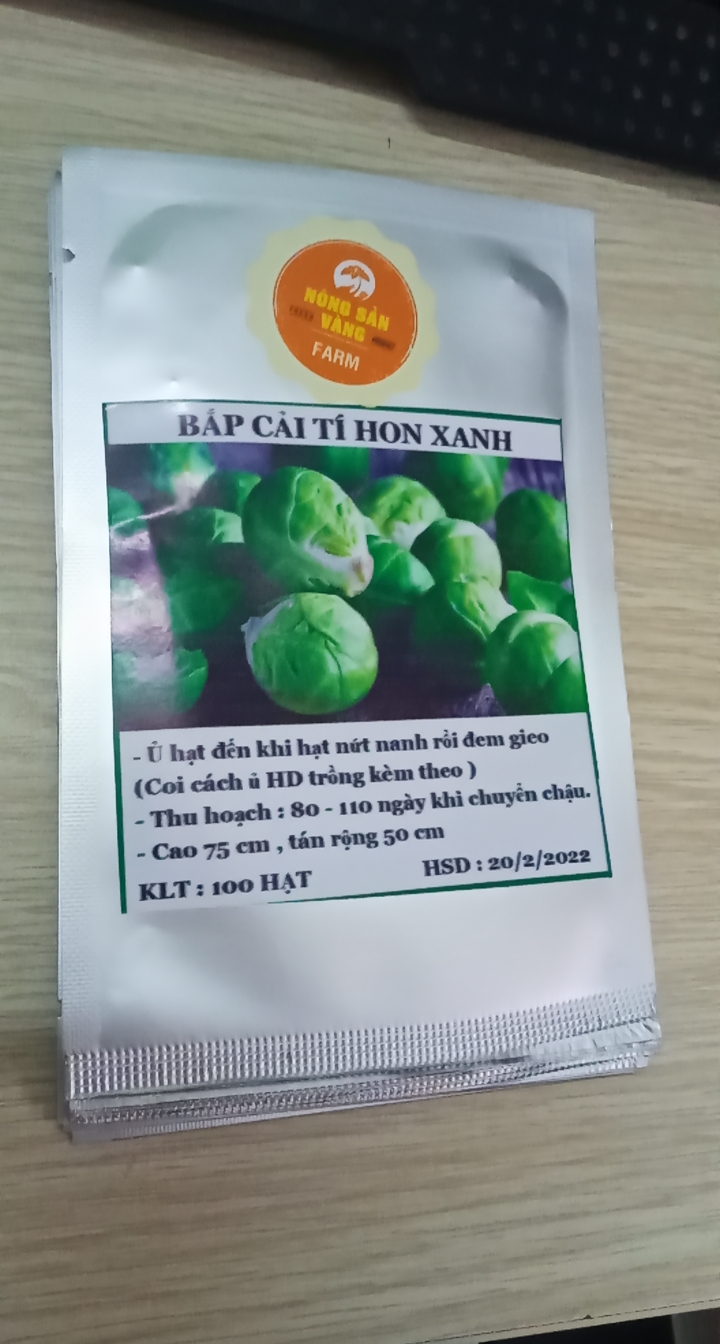 NÔNG SẢN
VÀNG
FARM
BẮP CẢI TÍ HON XANH
- Ủ hạt đến khi hạt nứt nanh rồi đem gieo
(Coi cách ủ HD trồng kèm theo )
- Thu hoạch : 80 - 110 ngày khi chuyển chậu.
- Cao 75 cm , tán rộng 50 cm
KLT : 100 HẠT HSD : 20/2/2022